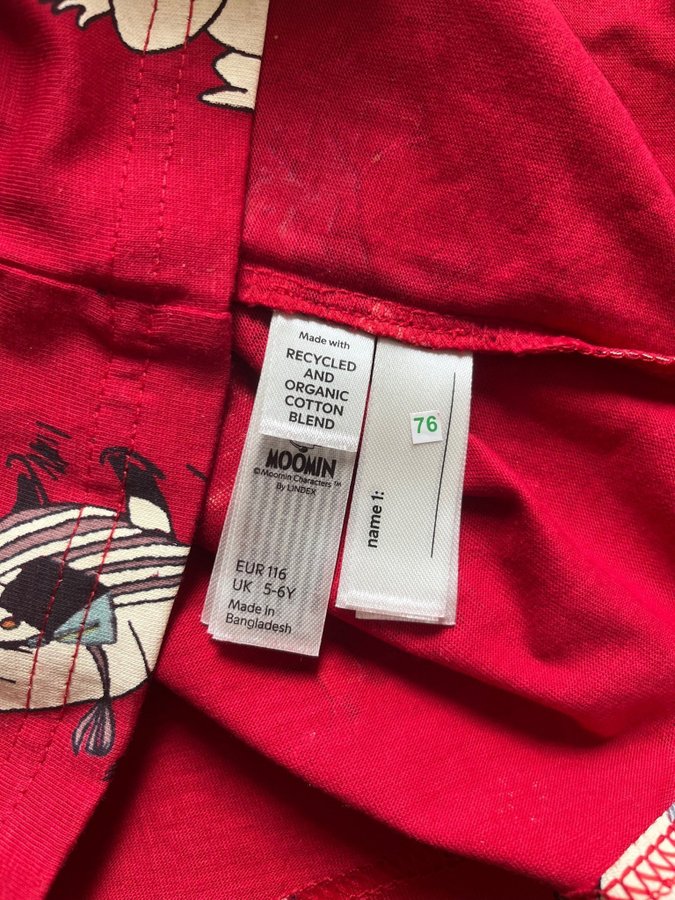 Made with
RECYCLED
AND
ORGANIC
COTTON
BLEND
MOOMIN
©Moomin Characters™
By LINDEX
EUR 116
UK 5-6Y
Made in
Bangladesh
76
name 1: